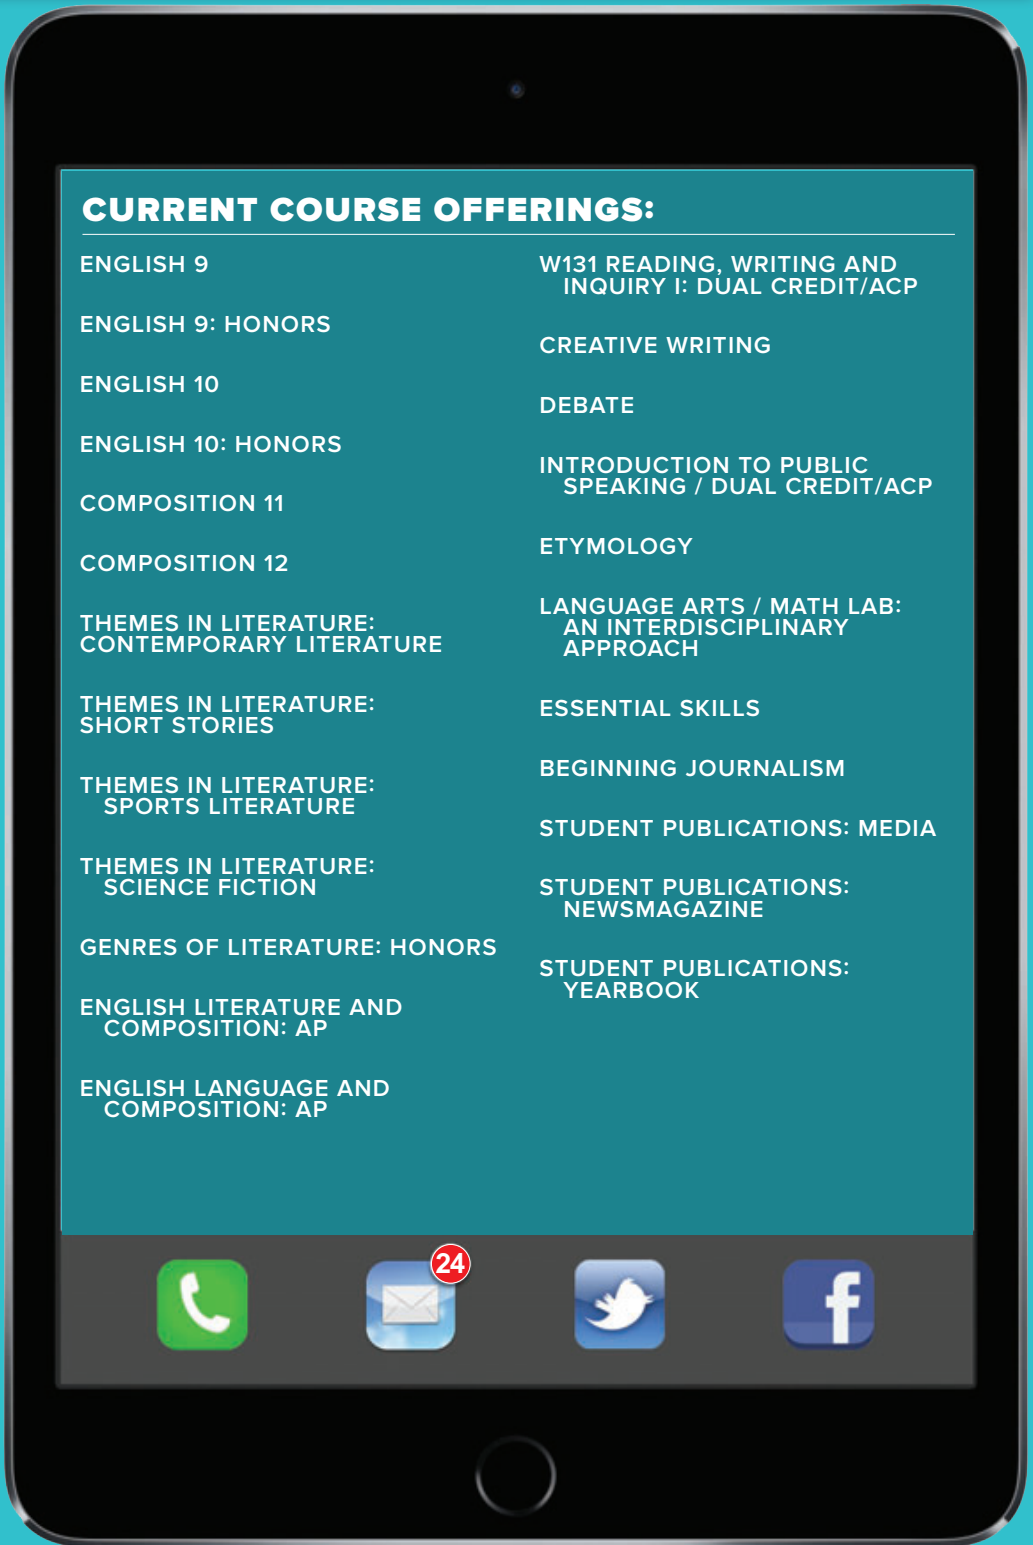 CURRENT COURSE OFFERINGS:
ENGLISH 9
ENGLISH 9: HONORS
ENGLISH 10
ENGLISH 10: HONORS
COMPOSITION 11
COMPOSITION 12
THEMES IN LITERATURE:
CONTEMPORARY LITERATURE
THEMES IN LITERATURE:
SHORT STORIES
THEMES IN LITERATURE:
SPORTS LITERATURE
THEMES IN LITERATURE:
SCIENCE FICTION
GENRES OF LITERATURE: HONORS
ENGLISH LITERATURE AND
COMPOSITION: AP
ENGLISH LANGUAGE AND
COMPOSITION: AP
W131 READING, WRITING AND
INQUIRY I: DUAL CREDIT/ACP
CREATIVE WRITING
DEBATE
INTRODUCTION TO PUBLIC
SPEAKING / DUAL CREDIT/ACP
ETYMOLOGY
LANGUAGE ARTS / MATH LAB:
AN INTERDISCIPLINARY
APPROACH
ESSENTIAL SKILLS
BEGINNING JOURNALISM
STUDENT PUBLICATIONS: MEDIA
STUDENT PUBLICATIONS:
NEWSMAGAZINE
STUDENT PUBLICATIONS:
YEARBOOK
24
f